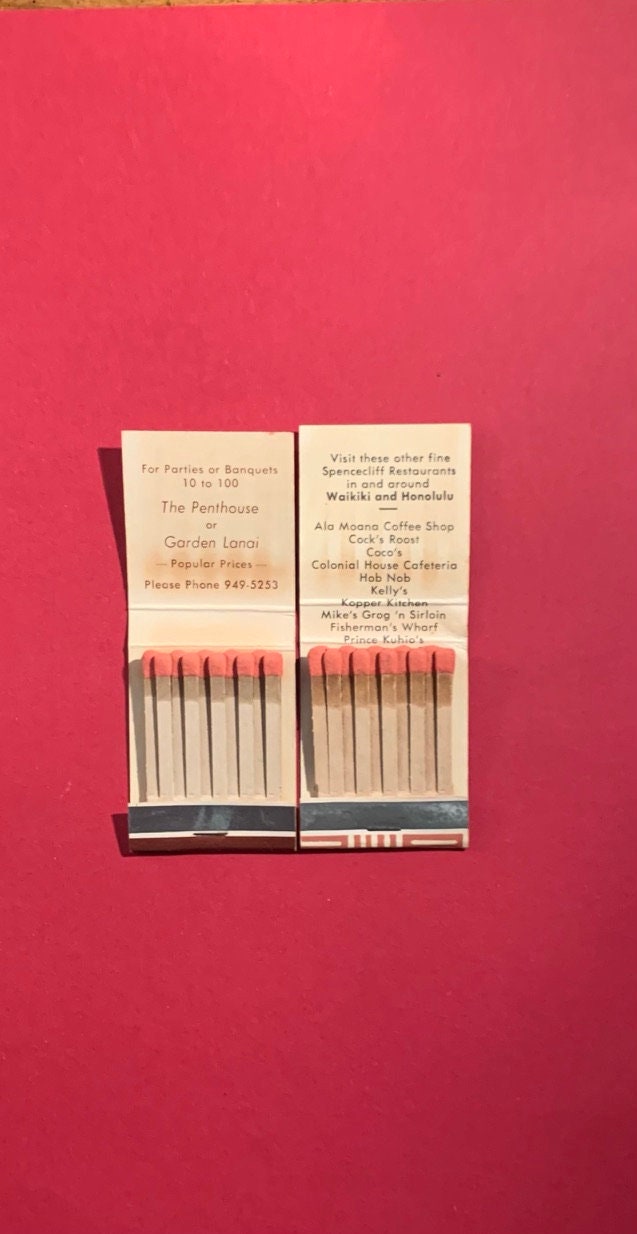 For Parties or Banquets
10 to 100
The Penthouse
or
Garden Lanai
— Popular Prices —
Please Phone 949-5253
Visit these other fine
Spencecliff Restaurants
in and around
Waikiki and Honolulu
Ala Moana Coffee Shop
Cock's Roost
Coco's
Colonial House Cafeteria
Hob Nob
Kelly's
Kopper Kitchen
Mike's Grog 'n Sirloin
Fisherman's Wharf
Prince Kuhio's